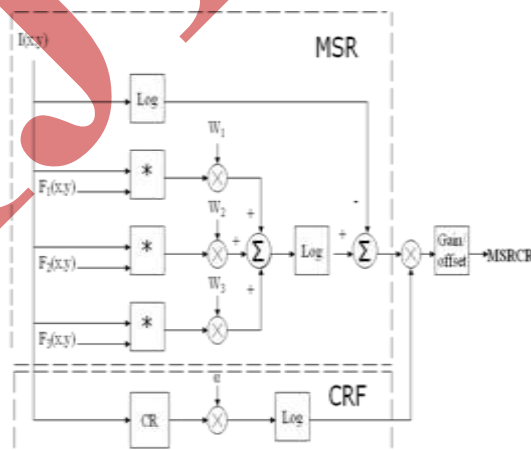 I(x,y)
MSR
Log
W1
F1(x,y)
*
+
W2
F2(x,y)
*
+
Σ
Log
+
-
Σ
Gain/
offset
MSRCR
W3
F3(x,y)
*
+
CRF
α
CR
Log